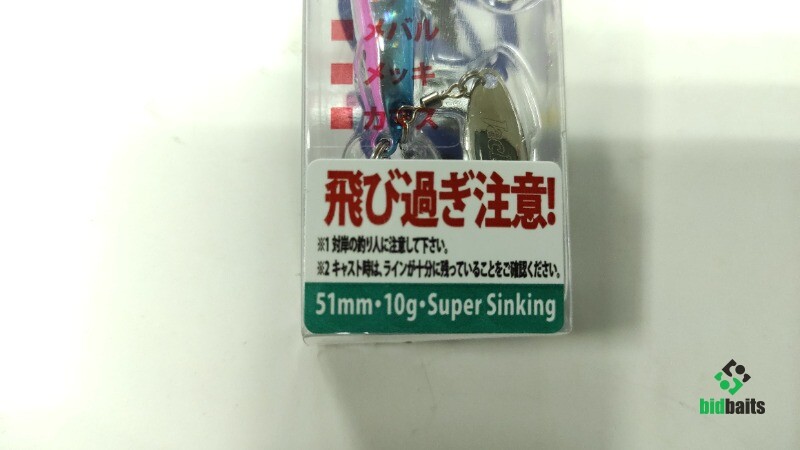 メバル
メッキ
カマス
飛び過ぎ注意!
※1 対岸の釣り人に注意して下さい。
※2 キャスト時は、ラインが十分に残っていることをご確認ください。
51mm・10g・Super Sinking
bidbaits